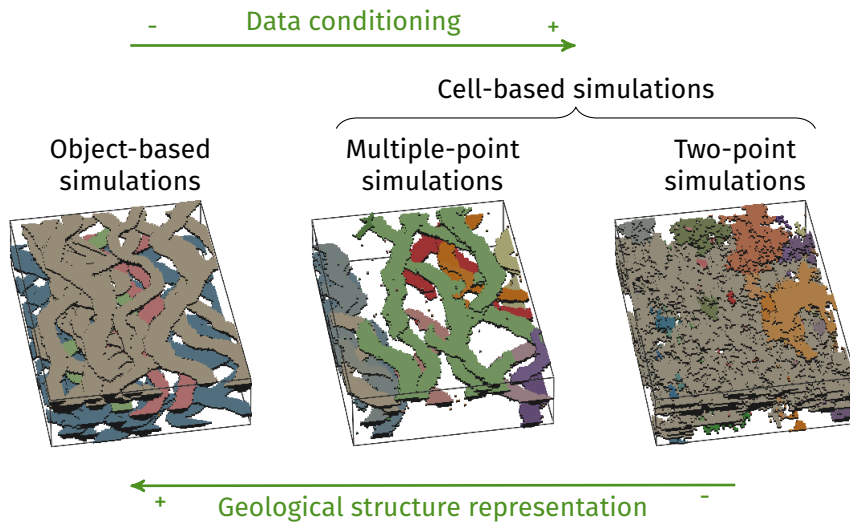 Data conditioning
- +
Cell-based simulations
Object-based
simulations
Multiple-point
simulations
Two-point
simulations
+ -
Geological structure representation